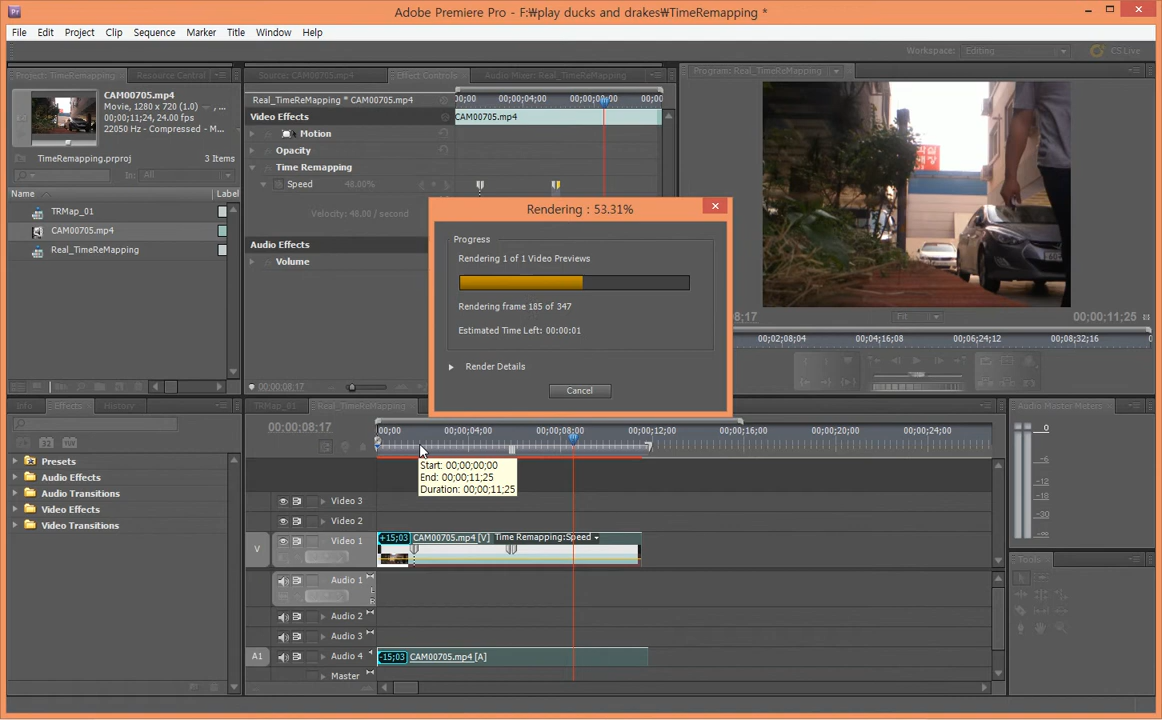 Adobe Premiere Pro - F:₩play ducks and drakes₩TimeRemapping *
File Edit Project Clip Sequence Marker Title Window Help
Workspace: Editing CS Live
Project: TimeRemapping Resource Central
CAM00705.mp4
Movie, 1280 x 720 (1.0) , ...
00;00;11;24, 24.00 fps
22050 Hz - Compressed - M...
TimeRemapping.prproj 3 Items
In: All
Name Label
TRMap_01
CAM00705.mp4
Real_TimeReMapping
Source: CAM00705.mp4 Effect Controls Audio Mixer: Real_TimeReMapping
Real_TimeReMapping * CAM00705.mp4
;00;00 00;00;04;00 00;00;08;00 00;00
Video Effects CAM00705.mp4
Motion
Opacity
Time Remapping
Speed 48.00%
Velocity: 48.00 / second
Audio Effects
Volume
00;00;08;17
Program: Real_TimeReMapping
Fit
;08;17 00;00;11;25
00;02;08;04 00;04;16;08 00;06;24;12 00;08;32;16
Rendering : 53.31%
Progress
Rendering 1 of 1 Video Previews
Rendering frame 185 of 347
Estimated Time Left: 00:00:01
Render Details
Cancel
Info Effects History
Presets
Audio Effects
Audio Transitions
Video Effects
Video Transitions
TRMap_01 Real_TimeReMapping
00;00;08;17
;00;00 00;00;04;00 00;00;08;00 00;00;12;00 00;00;16;00 00;00;20;00 00;00;24;00
Start: 00;00;00;00
End: 00;00;11;25
Duration: 00;00;11;25
Video 3
Video 2
V Video 1
+15;03 CAM00705.mp4 [V] Time Remapping:Speed
Audio 1
L
R
Audio 2
Audio 3
A1 Audio 4
-15;03 CAM00705.mp4 [A]
Master
Audio Master Meters
0
-6
-12
-18
-30
Tools